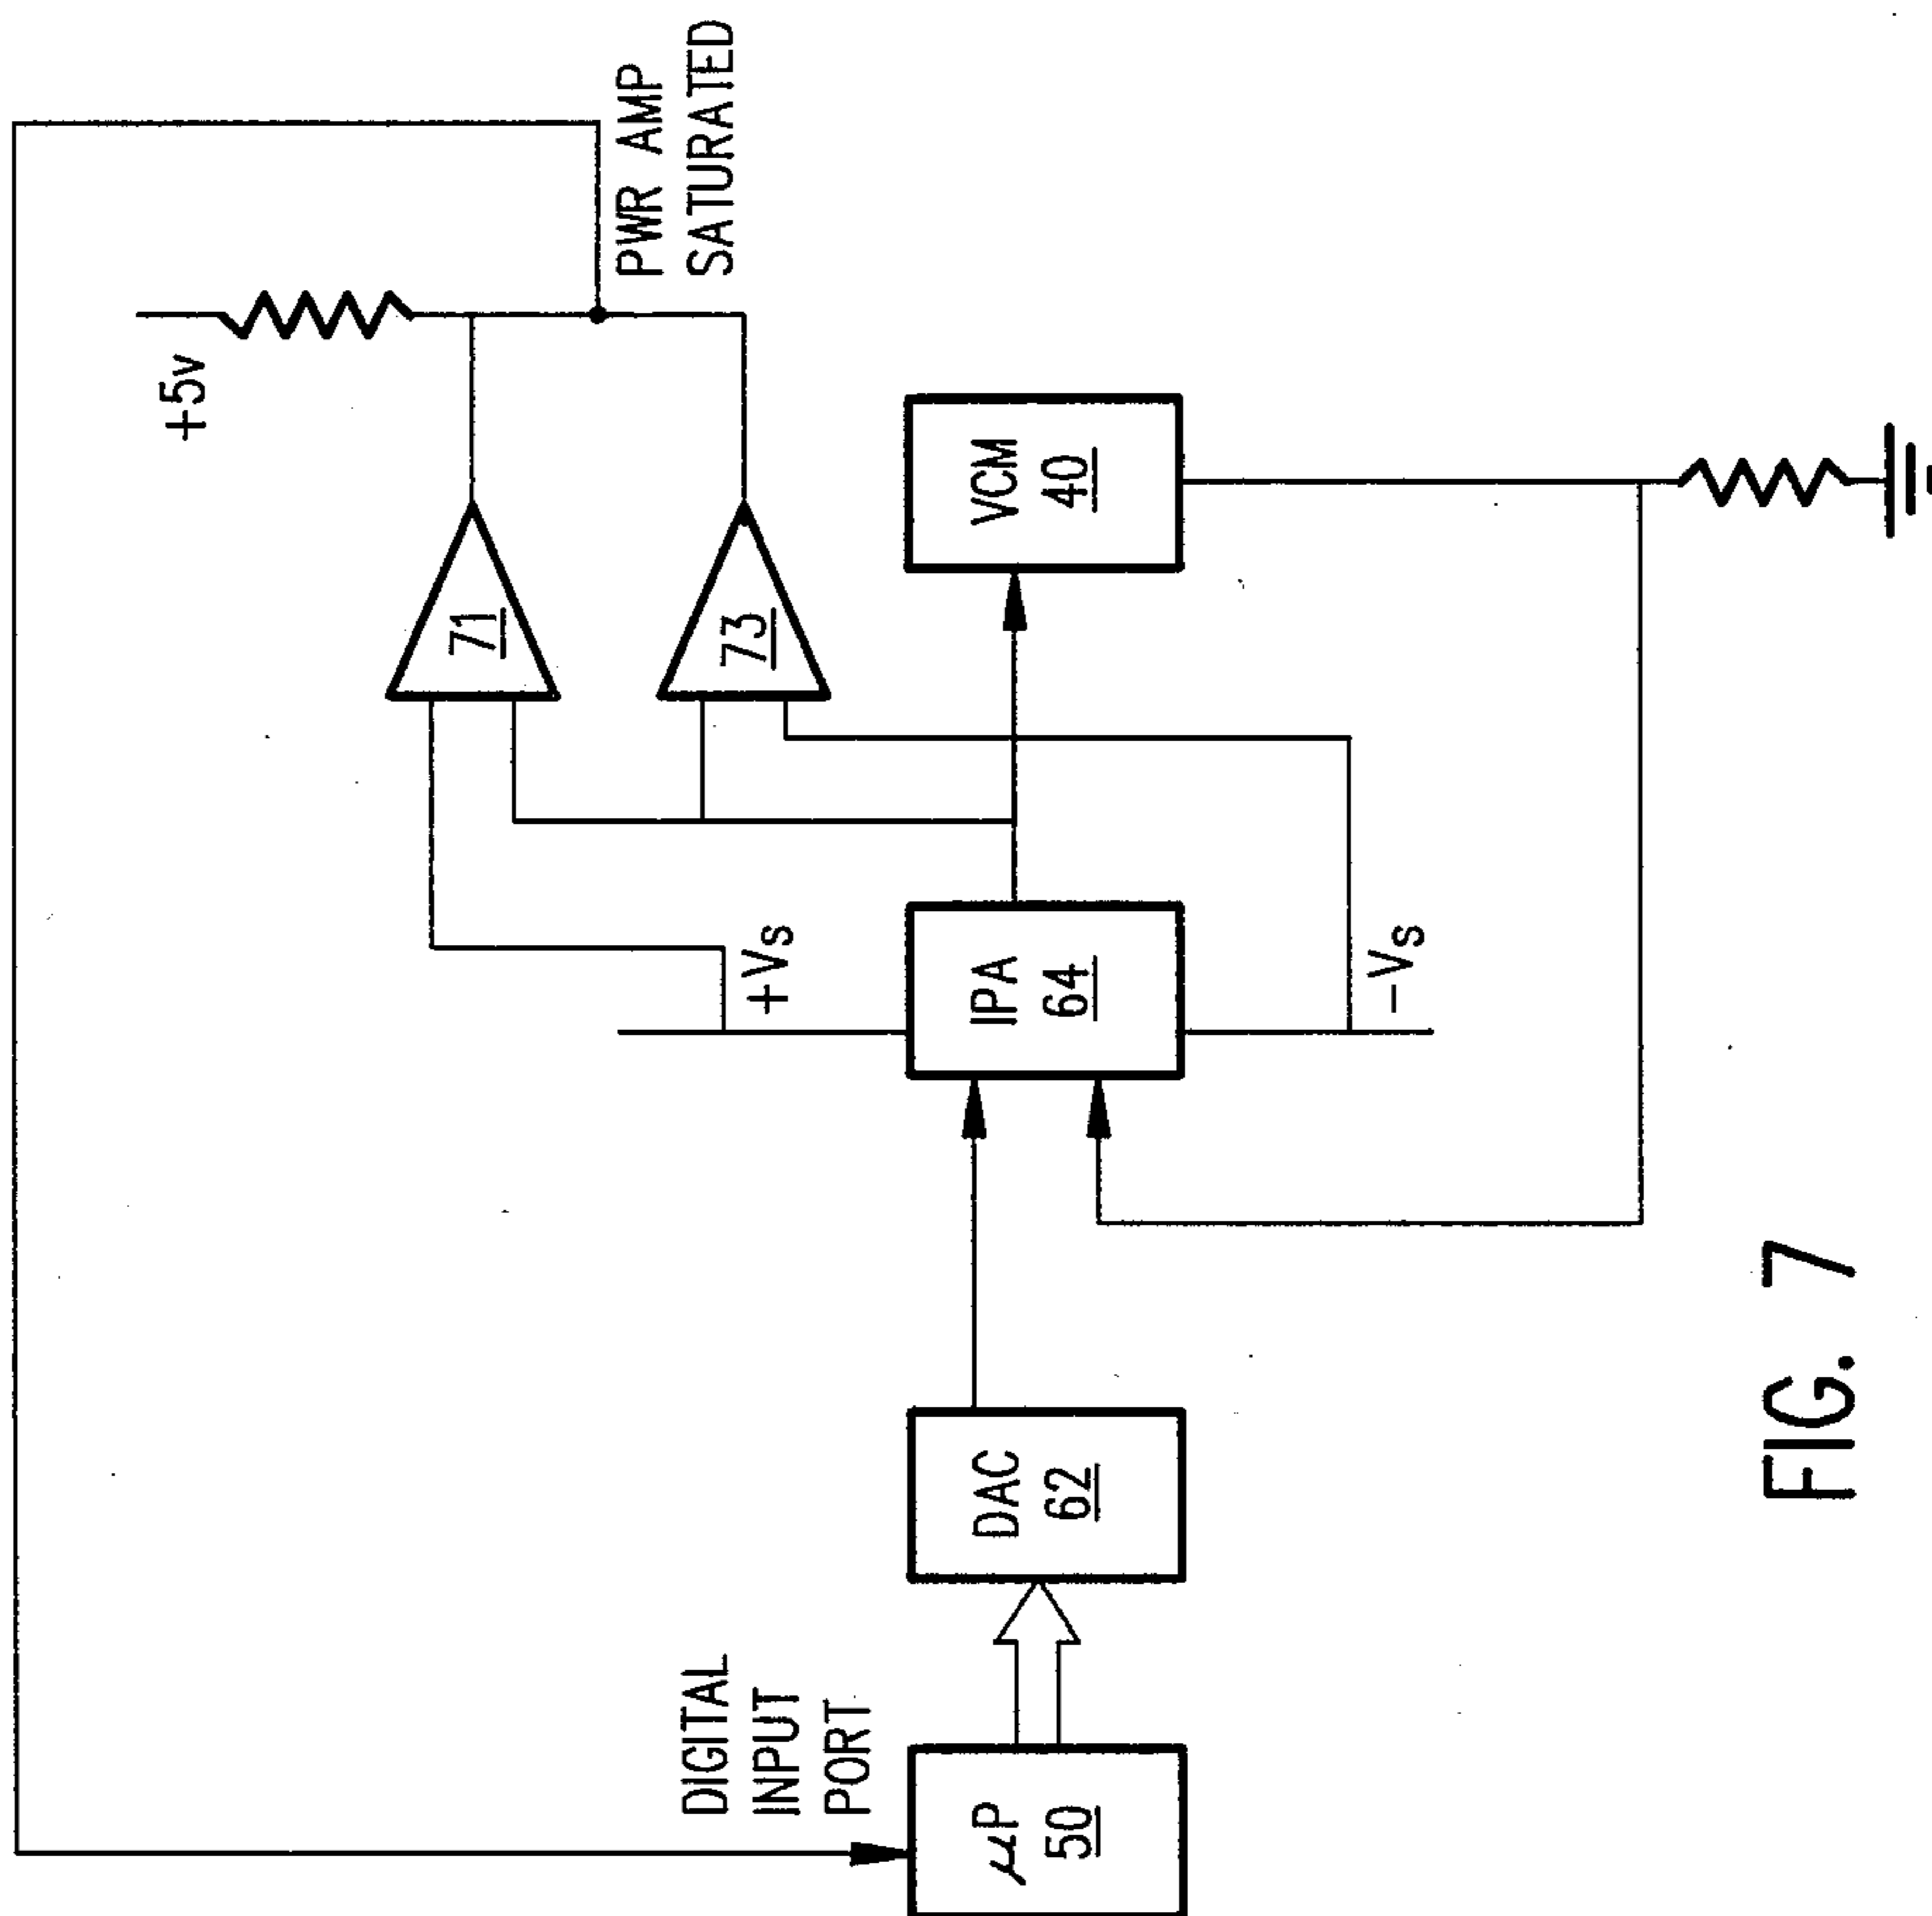 +5v
PWR AMP
SATURATED
71
73
+Vs
DIGITAL
INPUT
PORT
μP
50
DAC
62
IPA
64
VCM
40
-Vs
FIG. 7